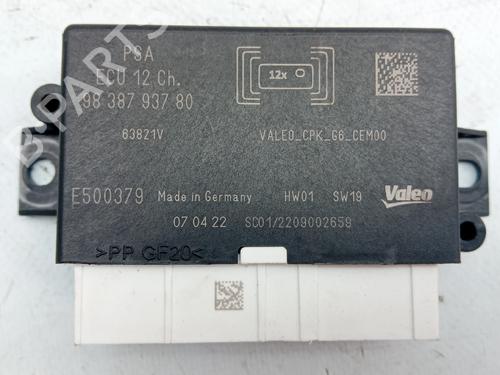 PSA
ECU 12 Ch.
98 387 937 80
12x
63821V
VALEO_CPK_G6_CEM00
E500379
Made in Germany
HW01
SW19
Valeo
07 04 22
SC01/2209002659
>PP GF20<
B-PARTS